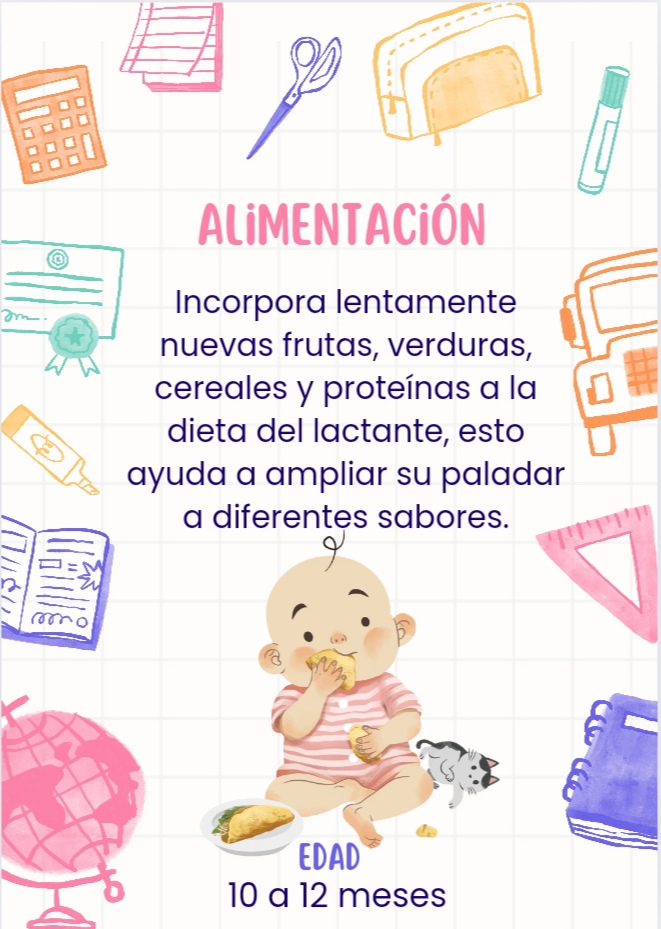 ALiMENTACiÓN
Incorpora lentamente
nuevas frutas, verduras,
cereales y proteínas a la
dieta del lactante, esto
ayuda a ampliar su paladar
a diferentes sabores.
EDAD
10 a 12 meses